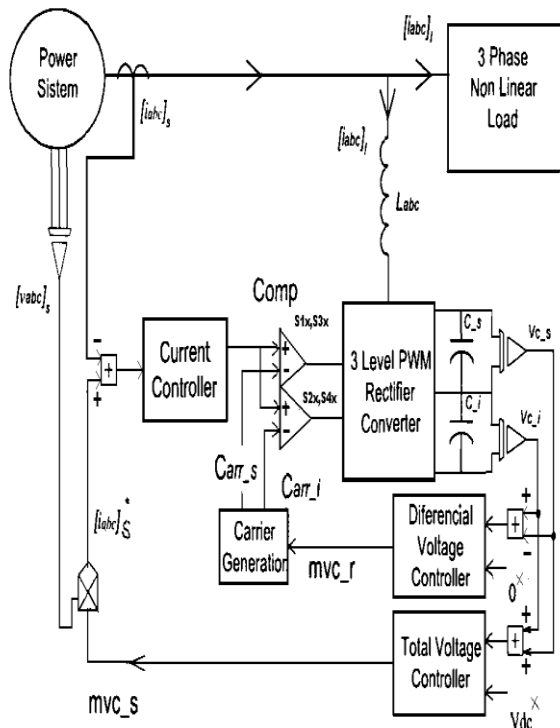 Power
Sistem
[iabc]s
[iabc]l
3 Phase
Non Linear
Load
[iabc]f
Labc
[vabc]s
Comp
S1x,S3x
S2x,S4x
Current
Controller
3 Level PWM
Rectifier
Converter
C_s
Vc_s
C_i
Vc_i
Carr_s
Carr_i
[iabc]S*
Carrier
Generation
mvc_r
Diferencial
Voltage
Controller
0×
Total Voltage
Controller
mvc_s
Vdc×